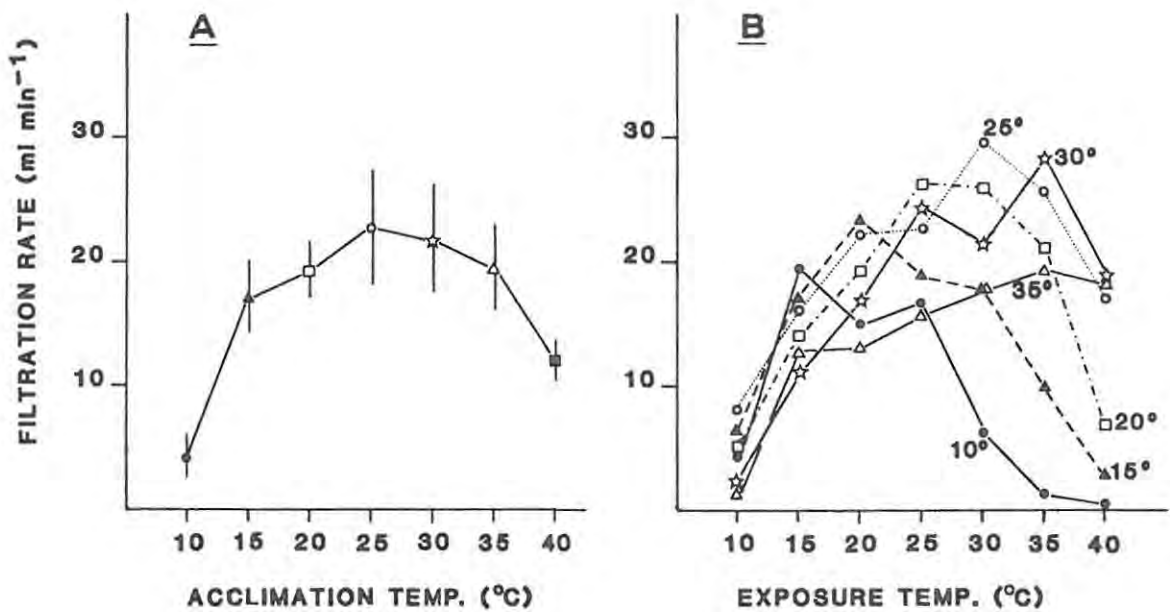 A
FILTRATION RATE (ml min⁻¹)
30
20
10
10 15 20 25 30 35 40
ACCLIMATION TEMP. (°C)
B
30
20
10
25°
30°
35°
20°
10°
15°
10 15 20 25 30 35 40
EXPOSURE TEMP. (°C)